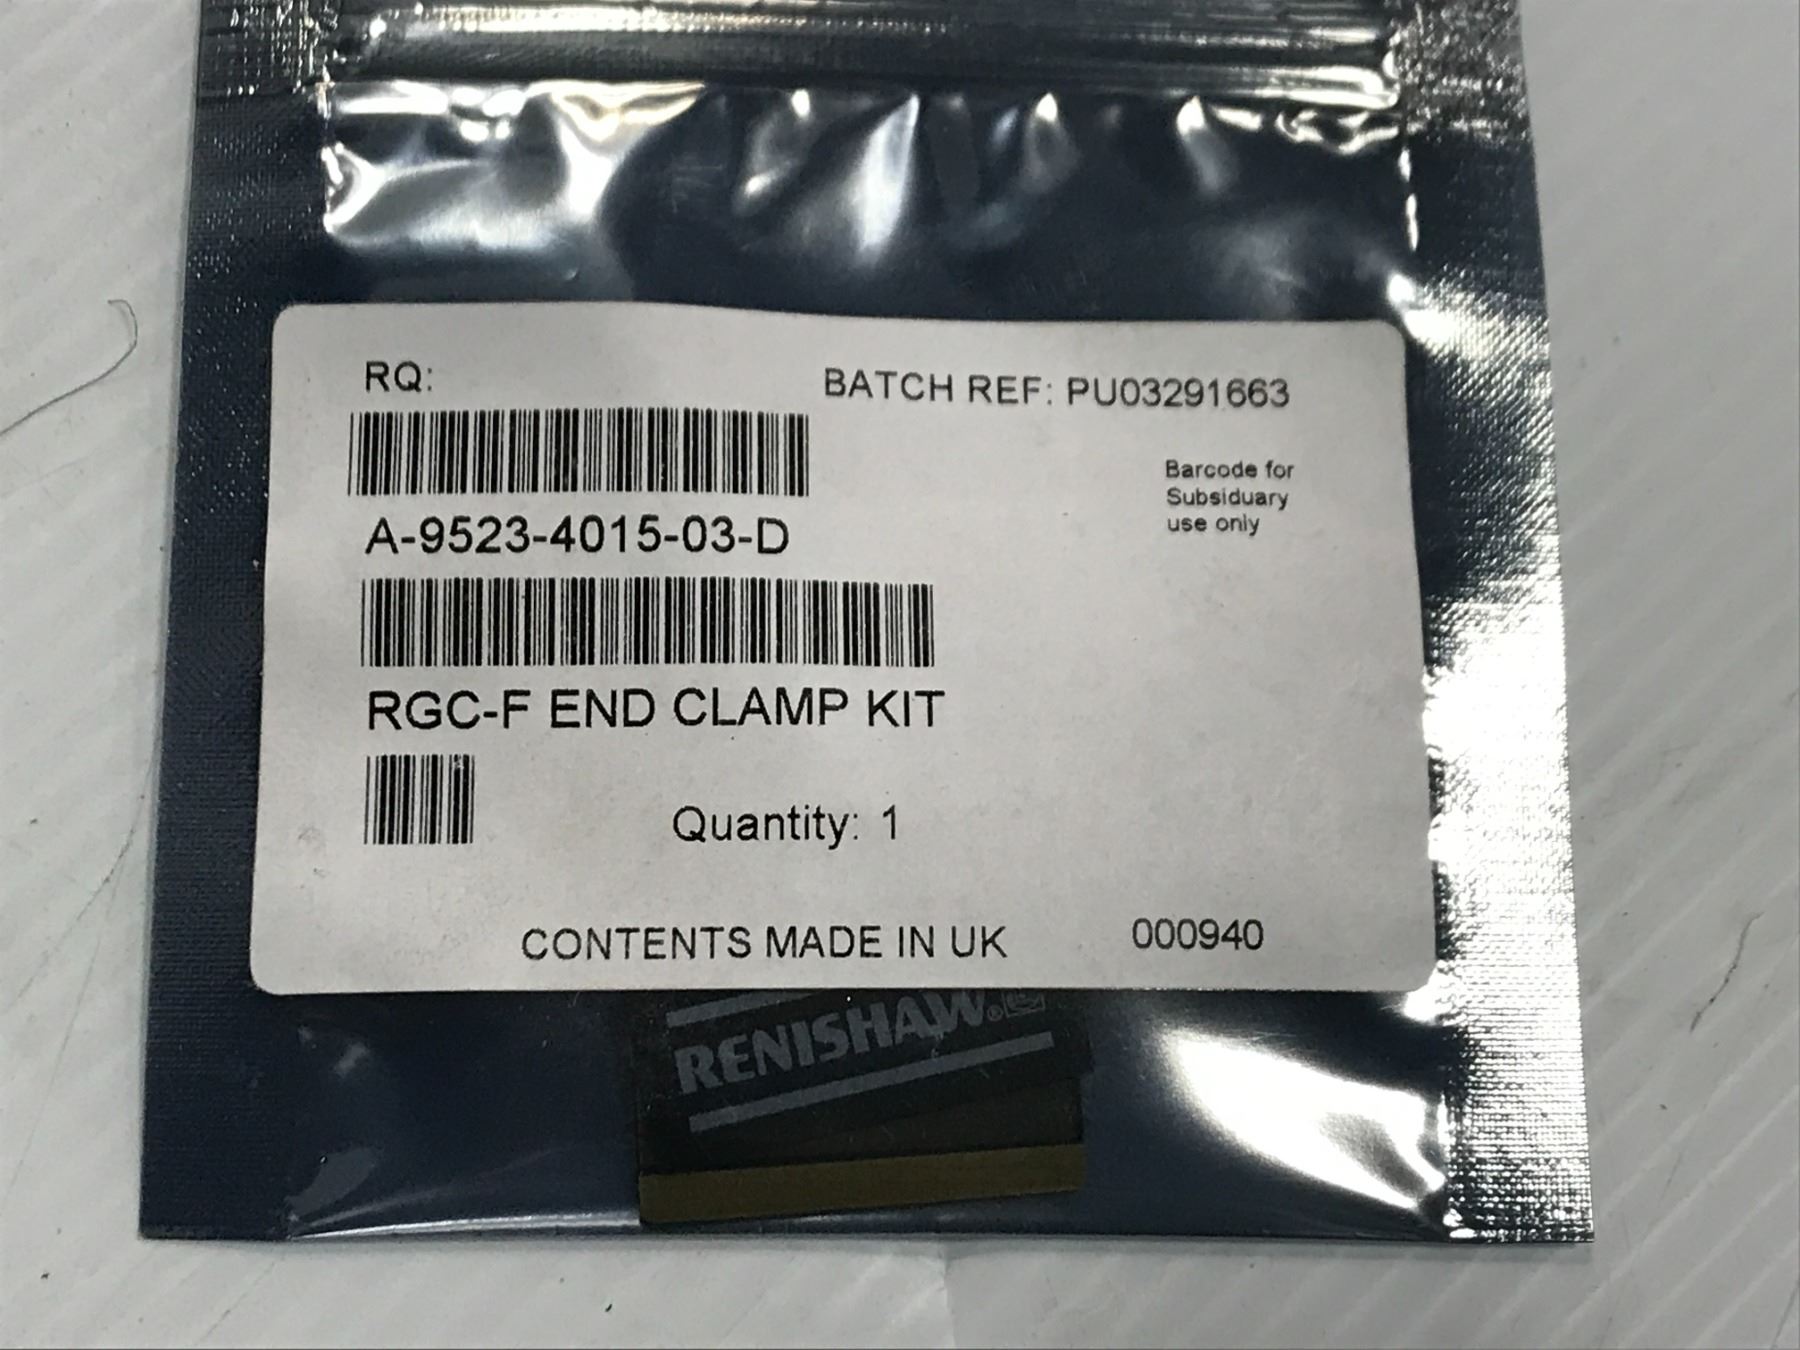 RQ:
BATCH REF: PU03291663
Barcode for
Subsiduary
use only
A-9523-4015-03-D
RGC-F END CLAMP KIT
Quantity: 1
CONTENTS MADE IN UK
000940
RENISHAW®